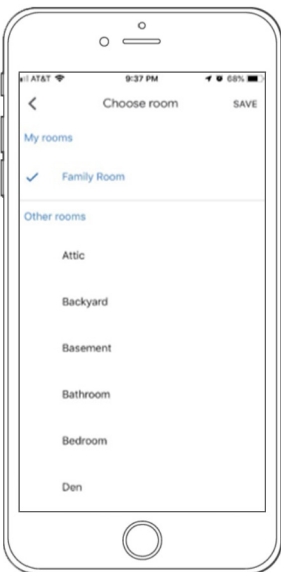 AT&T 9:37 PM 68%
Choose room SAVE
My rooms
Family Room
Other rooms
Attic
Backyard
Basement
Bathroom
Bedroom
Den